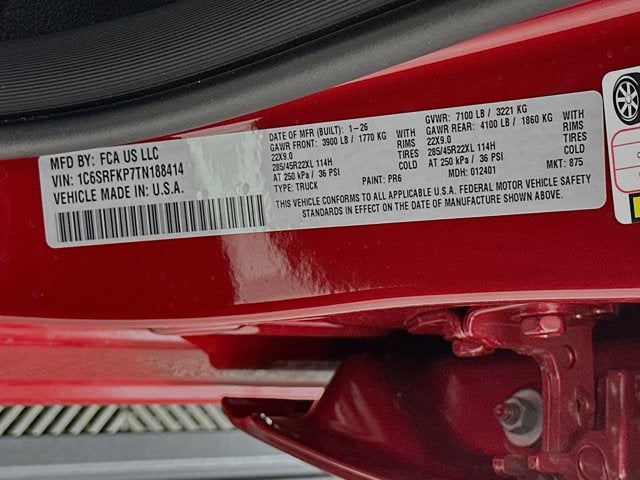 MFD BY: FCA US LLC
VIN: 1C6SRFKP7TN188414
VEHICLE MADE IN U.S.A.
DATE OF MFR (BUILT): 1-26
GAWR FRONT: 3900 LB / 1770 KG WITH
22X9.0 RIMS
285/45R22XL 114H TIRES
AT 250 kPa / 36 PSI COLD
TYPE: TRUCK PAINT: PR6
GVWR: 7100 LB / 3221 KG
GAWR REAR: 4100 LB / 1860 KG WITH
22X9.0 RIMS
285/45R22XL 114H TIRES
AT 250 kPa / 36 PSI COLD
MDH: 012401 MKT: 875
THIS VEHICLE CONFORMS TO ALL APPLICABLE U.S.A. FEDERAL MOTOR VEHICLE SAFETY
STANDARDS IN EFFECT ON THE DATE OF MANUFACTURE SHOWN ABOVE.